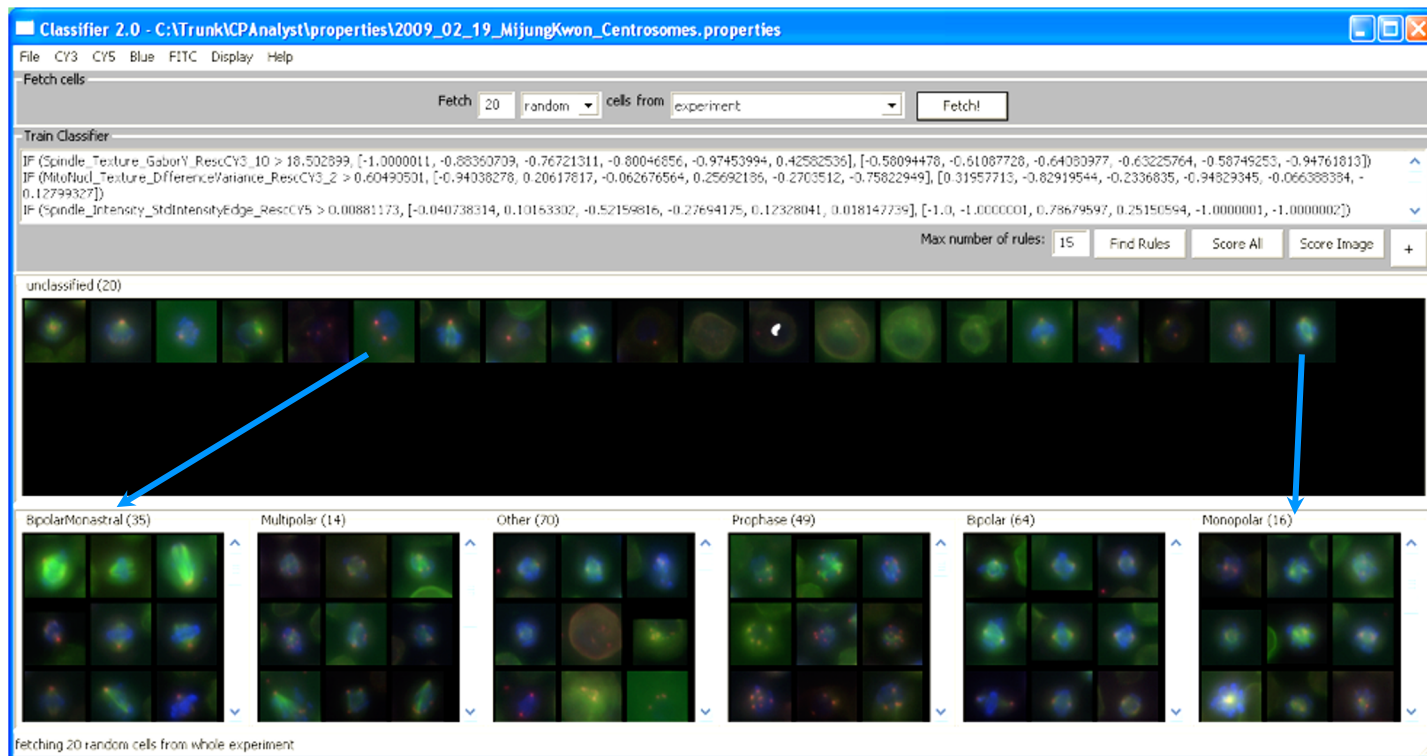 Classifier 2.0 - C:\Trunk\CPAnalyst\properties\2009_02_19_MijungKwon_Centrosomes.properties
File CY3 CY5 Blue FITC Display Help
Fetch cells
Fetch 20 random cells from experiment Fetch!
Train Classifier
IF (Spindle_Texture_GaborY_RescCY3_10 > 18.502899, [-1.0000011, -0.88360709, -0.76721311, -0.80046856, -0.97453994, 0.42582536], [-0.58094478, -0.61087728, -0.64080977, -0.63225764, -0.58749253, -0.94761813])
IF (MitoNucl_Texture_DifferenceVariance_RescCY3_2 > 0.60490501, [-0.94038278, 0.20617817, -0.062676564, 0.25692186, -0.2703512, -0.75822949], [0.31957713, -0.82919544, -0.2336835, -0.94829345, -0.066388384, -
0.12799327])
IF (Spindle_Intensity_StdIntensityEdge_RescCY5 > 0.00881173, [-0.040738314, 0.10163302, -0.52159816, -0.27694175, 0.12328041, 0.018147739], [-1.0, -1.0000001, 0.78679597, 0.25150594, -1.0000001, -1.0000002])
Max number of rules: 15 Find Rules Score All Score Image +
unclassified (20)
BipolarMonastral (35) Multipolar (14) Other (70) Prophase (49) Bipolar (64) Monopolar (16)
fetching 20 random cells from whole experiment